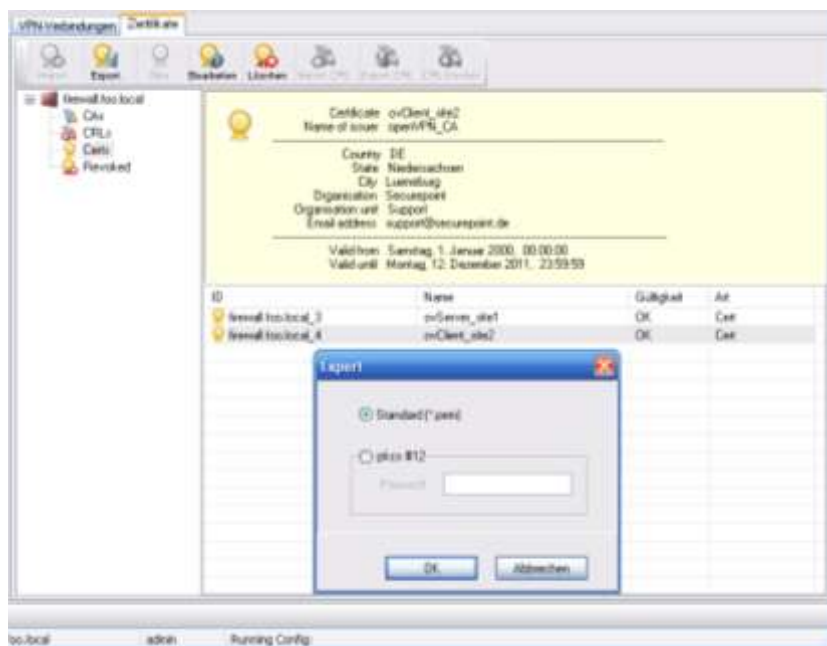 VPN-Verbindungen Zertifikate
Import Export Neu Bearbeiten Löschen
firewall.foo.local
CAs
CRLs
Certs
Revoked
Certificate ovClient_site2
Name of issuer openVPN_CA
Country DE
State Niedersachsen
City Lueneburg
Organisation Securepoint
Organisation unit Support
Email address support@securepoint.de
Valid from Samstag, 1. Januar 2000, 00:00:00
Valid until Montag, 12. Dezember 2011, 23:59:59
ID Name Gültigkeit Art
firewall.foo.local_3 ovServer_site1 OK Cert
firewall.foo.local_4 ovClient_site2 OK Cert
Export
Standard (*.pem)
pkcs #12
Passwort
OK Abbrechen
foo.local admin Running Config: